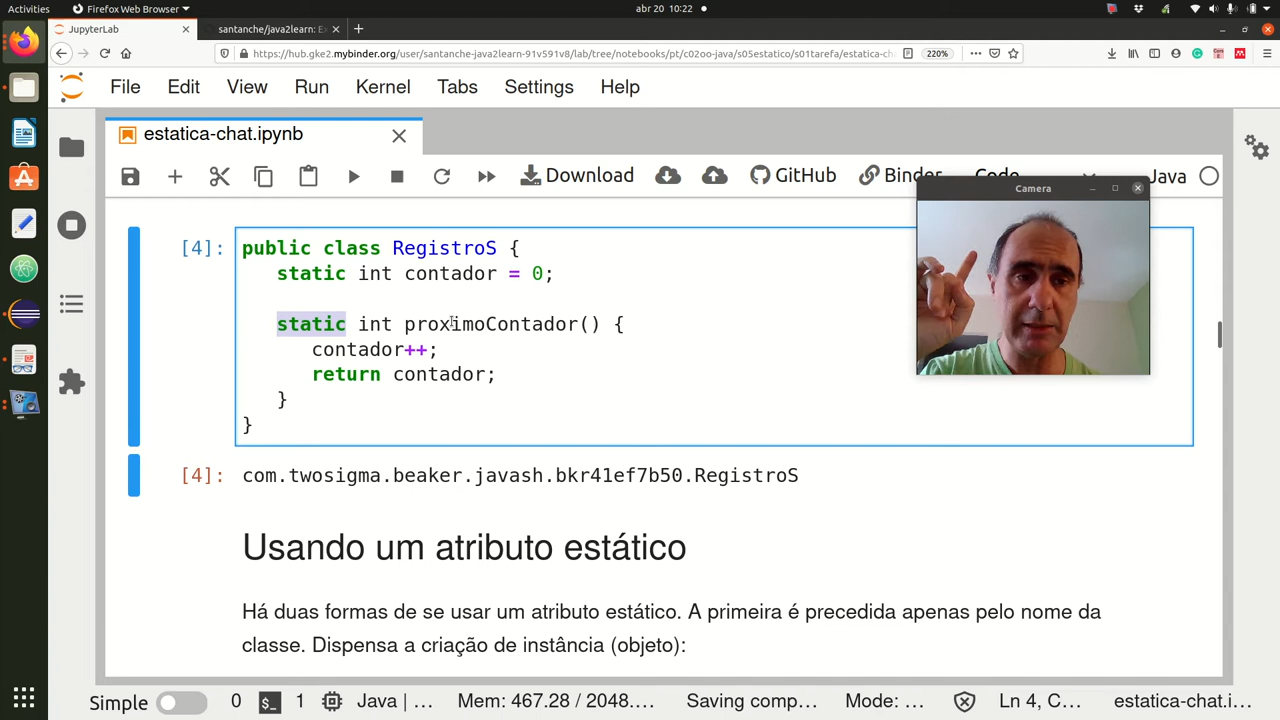 Activities
Firefox Web Browser
abr 20 10:22
JupyterLab
santanche/java2learn: Ex
https://hub.gke2.mybinder.org/user/santanche-java2learn-91v591v8/lab/tree/notebooks/pt/c02oo-java/s05estatico/s01tarefa/estatica-cha
220%
File Edit View Run Kernel Tabs Settings Help
estatica-chat.ipynb
Download GitHub Binder Code Java
Camera
[4]: public class RegistroS {
static int contador = 0;
static int proximoContador() {
contador++;
return contador;
}
}
[4]: com.twosigma.beaker.javash.bkr41ef7b50.RegistroS
Usando um atributo estático
Há duas formas de se usar um atributo estático. A primeira é precedida apenas pelo nome da
classe. Dispensa a criação de instância (objeto):
Simple 0 $_ 1 Java | ... Mem: 467.28 / 2048.... Saving comp... Mode: ... Ln 4, C... estatica-chat.i...